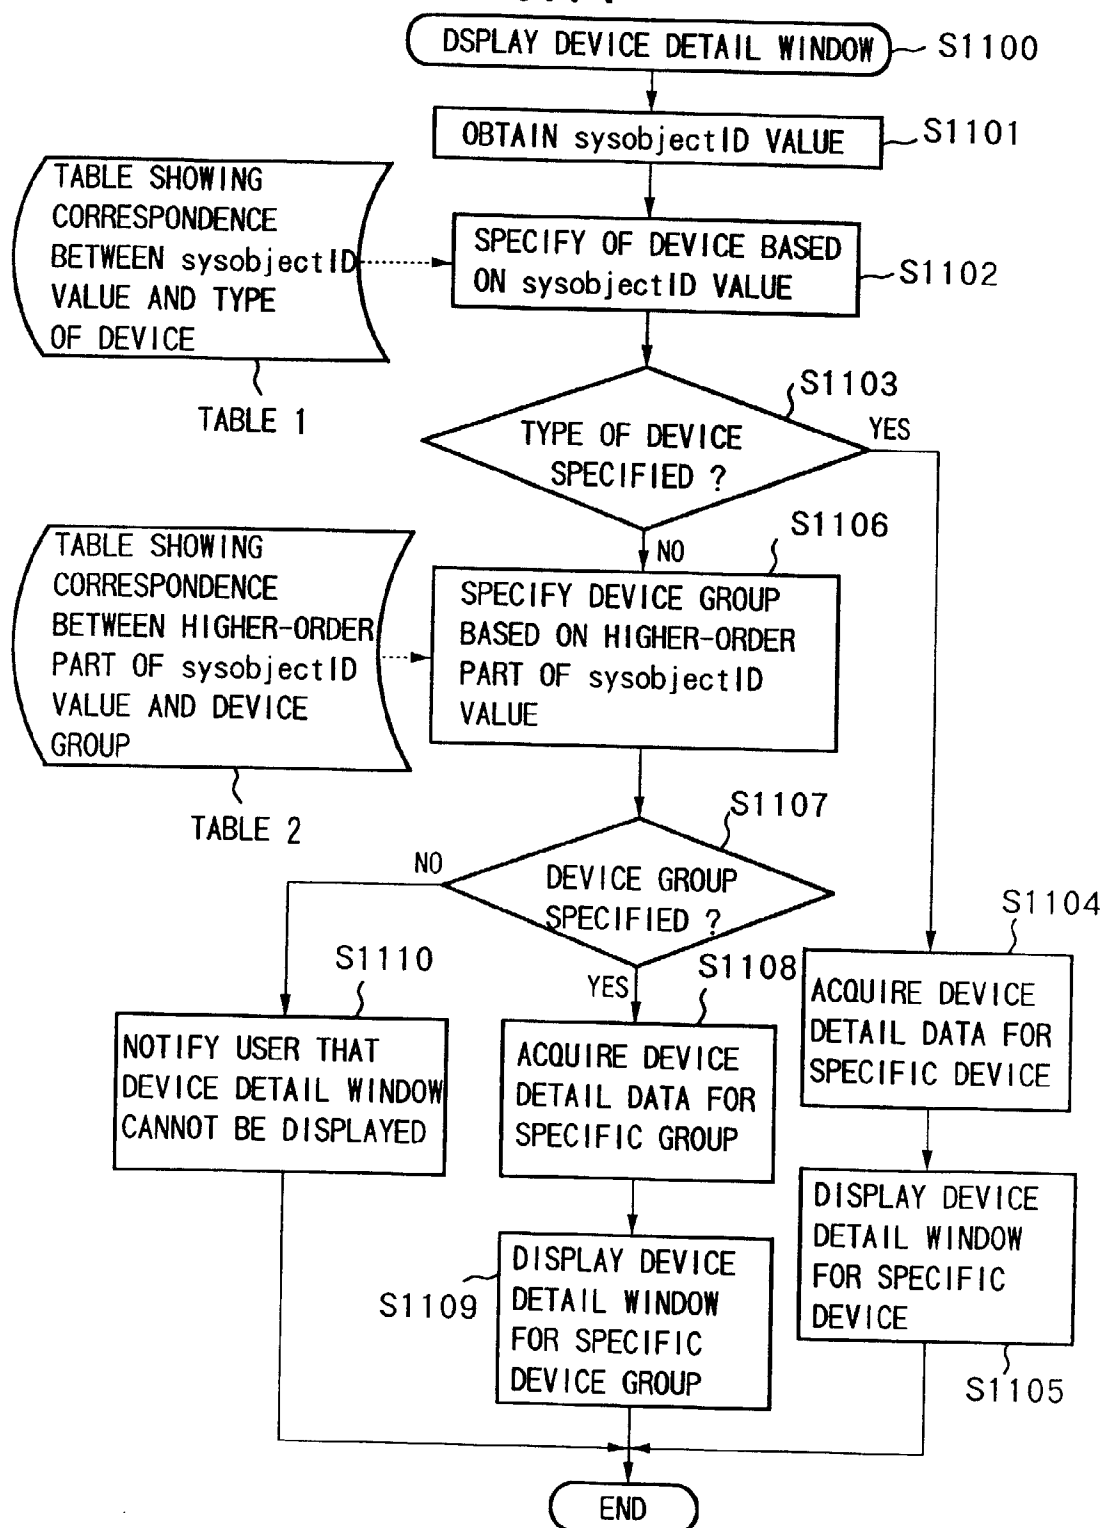 DSPLAY DEVICE DETAIL WINDOW
S1100
OBTAIN sysobjectID VALUE
S1101
TABLE SHOWING
CORRESPONDENCE
BETWEEN sysobjectID
VALUE AND TYPE
OF DEVICE
TABLE 1
SPECIFY OF DEVICE BASED
ON sysobjectID VALUE
S1102
S1103
TYPE OF DEVICE
SPECIFIED ?
YES
NO
S1106
TABLE SHOWING
CORRESPONDENCE
BETWEEN HIGHER-ORDER
PART OF sysobjectID
VALUE AND DEVICE
GROUP
TABLE 2
SPECIFY DEVICE GROUP
BASED ON HIGHER-ORDER
PART OF sysobjectID
VALUE
S1107
NO
DEVICE GROUP
SPECIFIED ?
YES
S1110
NOTIFY USER THAT
DEVICE DETAIL WINDOW
CANNOT BE DISPLAYED
S1108
ACQUIRE DEVICE
DETAIL DATA FOR
SPECIFIC GROUP
S1104
ACQUIRE DEVICE
DETAIL DATA FOR
SPECIFIC DEVICE
S1109
DISPLAY DEVICE
DETAIL WINDOW
FOR SPECIFIC
DEVICE GROUP
DISPLAY DEVICE
DETAIL WINDOW
FOR SPECIFIC
DEVICE
S1105
END